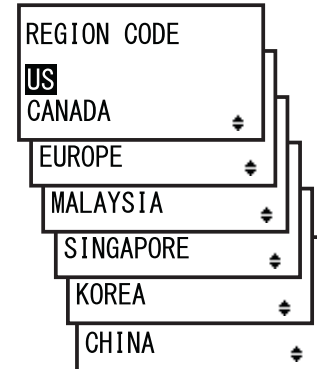 REGION CODE
US
CANADA
EUROPE
MALAYSIA
SINGAPORE
KOREA
CHINA